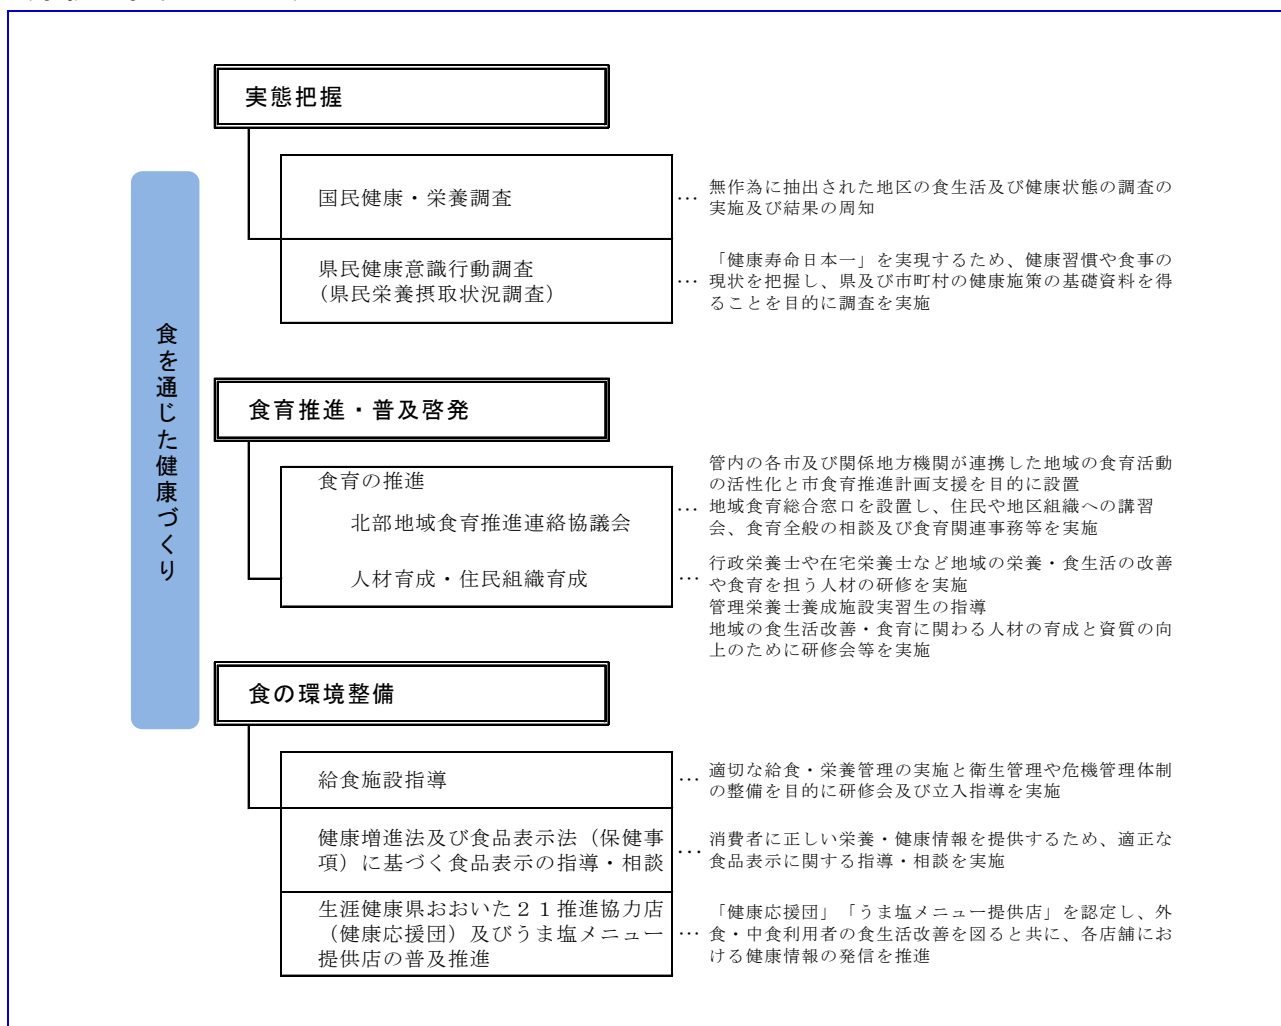 食を通じた健康づくり
実態把握
国民健康・栄養調査
… 無作為に抽出された地区の食生活及び健康状態の調査の
実施及び結果の周知
県民健康意識行動調査
(県民栄養摂取状況調査)
… 「健康寿命日本一」を実現するため、健康習慣や食事の
現状を把握し、県及び市町村の健康施策の基礎資料を得
ることを目的に調査を実施
食育推進・普及啓発
食育の推進
北部地域食育推進連絡協議会
… 管内の各市及び関係地方機関が連携した地域の食育活動
の活性化と市食育推進計画支援を目的に設置
地域食育総合窓口を設置し、住民や地区組織への講習
会、食育全般の相談及び食育関連事務等を実施
人材育成・住民組織育成
… 行政栄養士や在宅栄養士など地域の栄養・食生活の改善
や食育を担う人材の研修を実施
管理栄養士養成施設実習生の指導
地域の食生活改善・食育に関わる人材の育成と資質の向
上のために研修会等を実施
食の環境整備
給食施設指導
… 適切な給食・栄養管理の実施と衛生管理や危機管理体制
の整備を目的に研修会及び立入指導を実施
健康増進法及び食品表示法（保健事
項）に基づく食品表示の指導・相談
… 消費者に正しい栄養・健康情報を提供するため、適正な
食品表示に関する指導・相談を実施
生涯健康県おおいた２１推進協力店
（健康応援団）及びうま塩メニュー
提供店の普及推進
… 「健康応援団」「うま塩メニュー提供店」を認定し、外
食・中食利用者の食生活改善を図ると共に、各店舗にお
ける健康情報の発信を推進